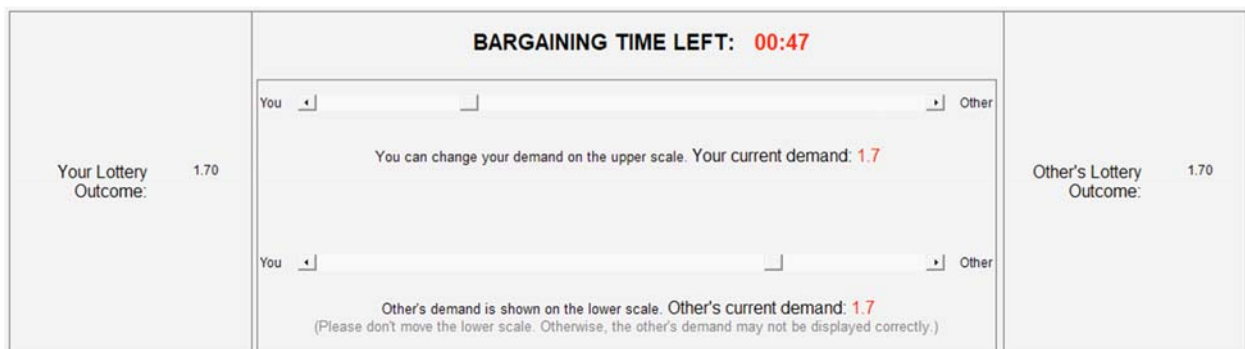 BARGAINING TIME LEFT: 00:47
You Other
You can change your demand on the upper scale. Your current demand: 1.7
Your Lottery Outcome: 1.70
Other's Lottery Outcome: 1.70
You Other
Other's demand is shown on the lower scale. Other's current demand: 1.7
(Please don't move the lower scale. Otherwise, the other's demand may not be displayed correctly.)